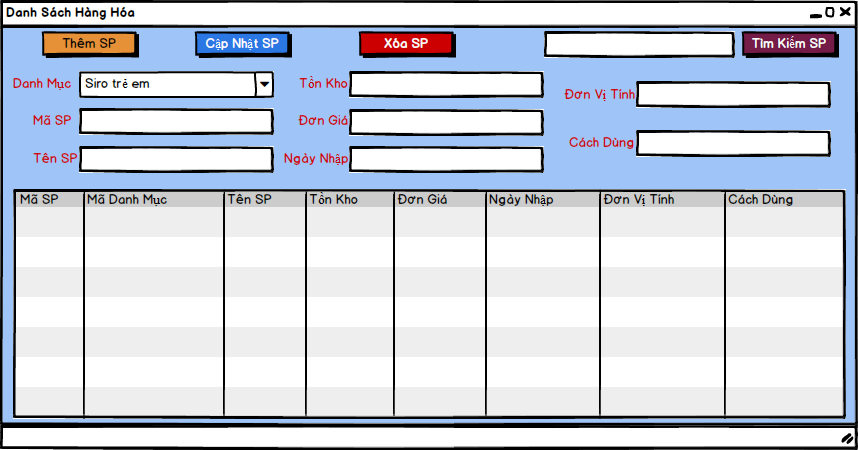 Danh Sách Hàng Hóa
Thêm SP Cập Nhật SP Xóa SP Tìm Kiếm SP
Danh Mục Siro trẻ em Tồn Kho Đơn Vị Tính
Mã SP Đơn Giá Cách Dùng
Tên SP Ngày Nhập
Mã SP Mã Danh Mục Tên SP Tồn Kho Đơn Giá Ngày Nhập Đơn Vị Tính Cách Dùng